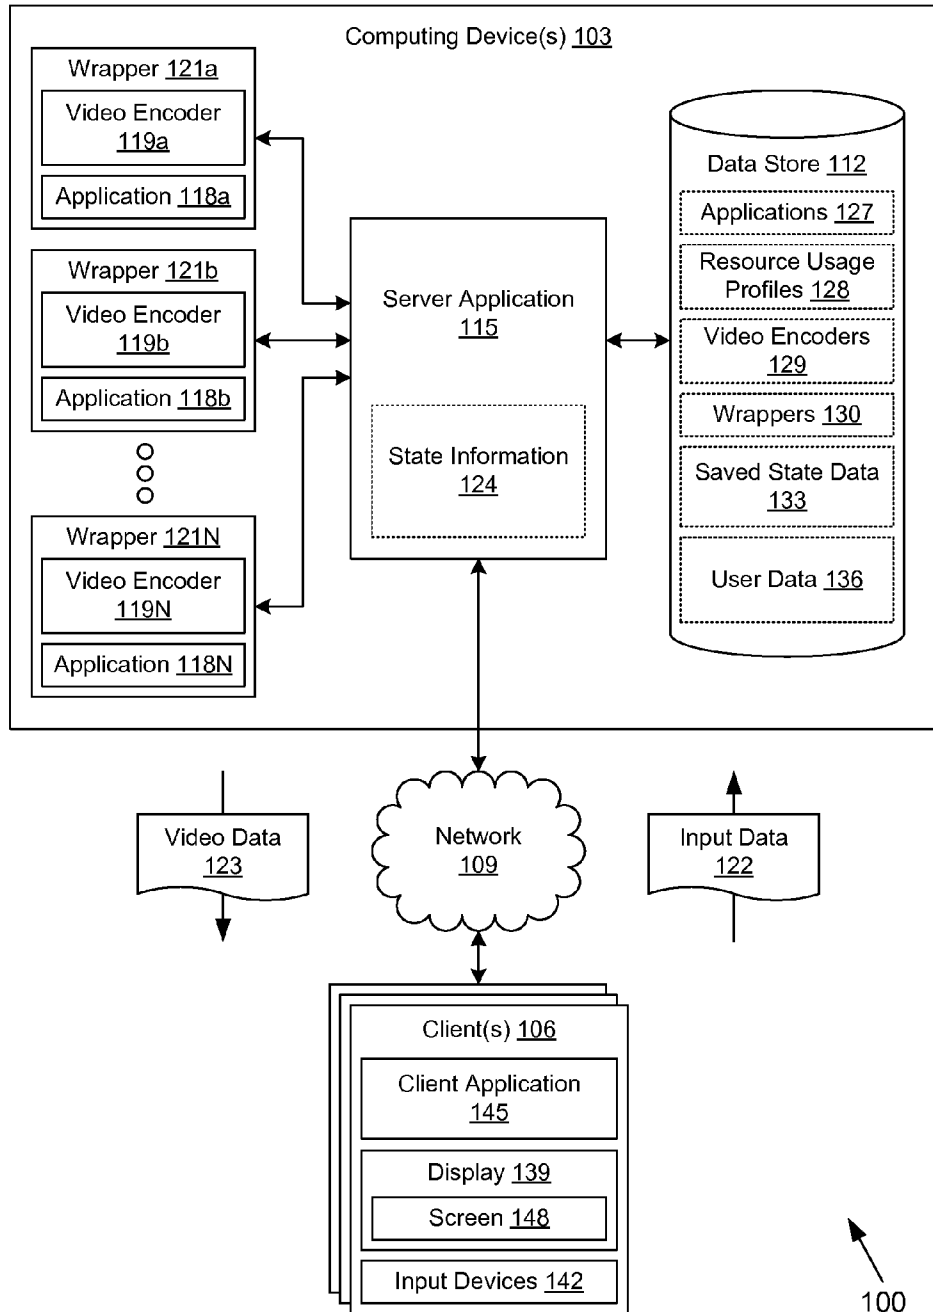 Computing Device(s) 103
Wrapper 121a
Video Encoder
119a
Application 118a
Wrapper 121b
Video Encoder
119b
Application 118b
Wrapper 121N
Video Encoder
119N
Application 118N
Server Application
115
State Information
124
Data Store 112
Applications 127
Resource Usage
Profiles 128
Video Encoders
129
Wrappers 130
Saved State Data
133
User Data 136
Video Data
123
Network
109
Input Data
122
Client(s) 106
Client Application
145
Display 139
Screen 148
Input Devices 142
100